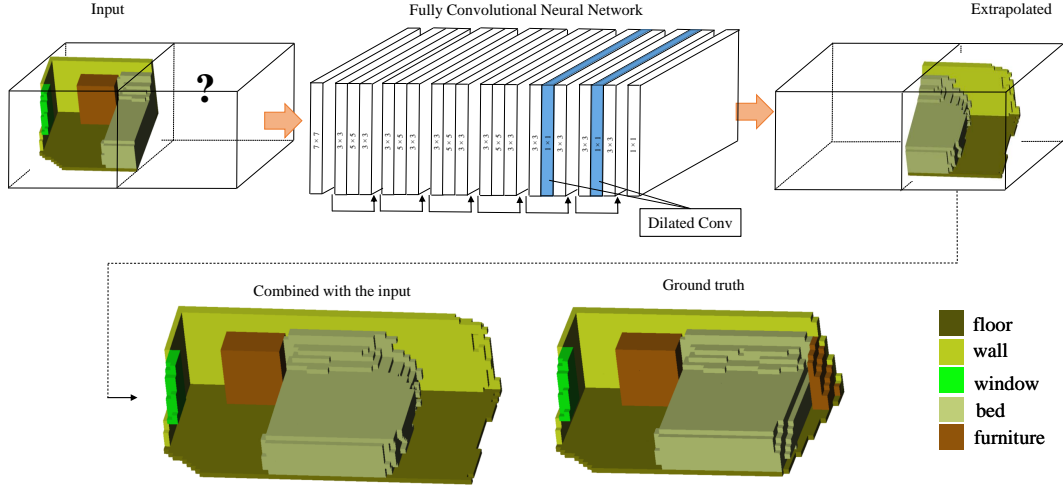 Input
Fully Convolutional Neural Network
Extrapolated
?
7×7
3×3
5×5
3×3
3×3
5×5
3×3
3×3
5×5
3×3
3×3
5×5
3×3
3×3
1×1
3×3
3×3
1×1
3×3
1×1
Dilated Conv
Combined with the input
Ground truth
floor
wall
window
bed
furniture